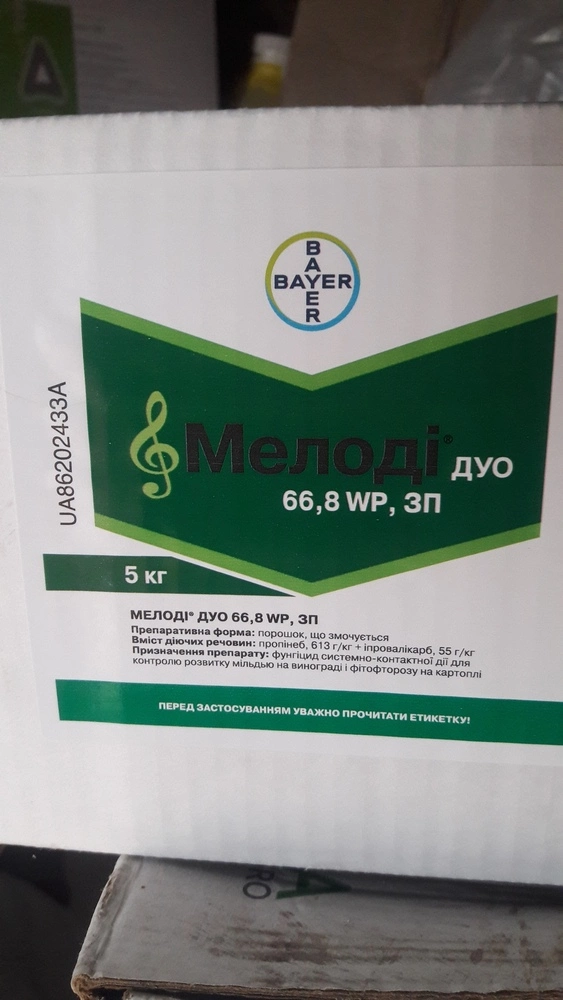 A
BAYER
BAYER
Мелоді® ДУО
66,8 WP, ЗП
UA86202433A
5 кг
МЕЛОДІ® ДУО 66,8 WP, ЗП
Препаративна форма: порошок, що змочується
Вміст діючих речовин: пропінеб, 613 г/кг + іпровалікарб, 55 г/кг
Призначення препарату: фунгіцид системно-контактної дії для
контролю розвитку мільдью на винограді і фітофторозу на картоплі
ПЕРЕД ЗАСТОСУВАННЯМ УВАЖНО ПРОЧИТАТИ ЕТИКЕТКУ!